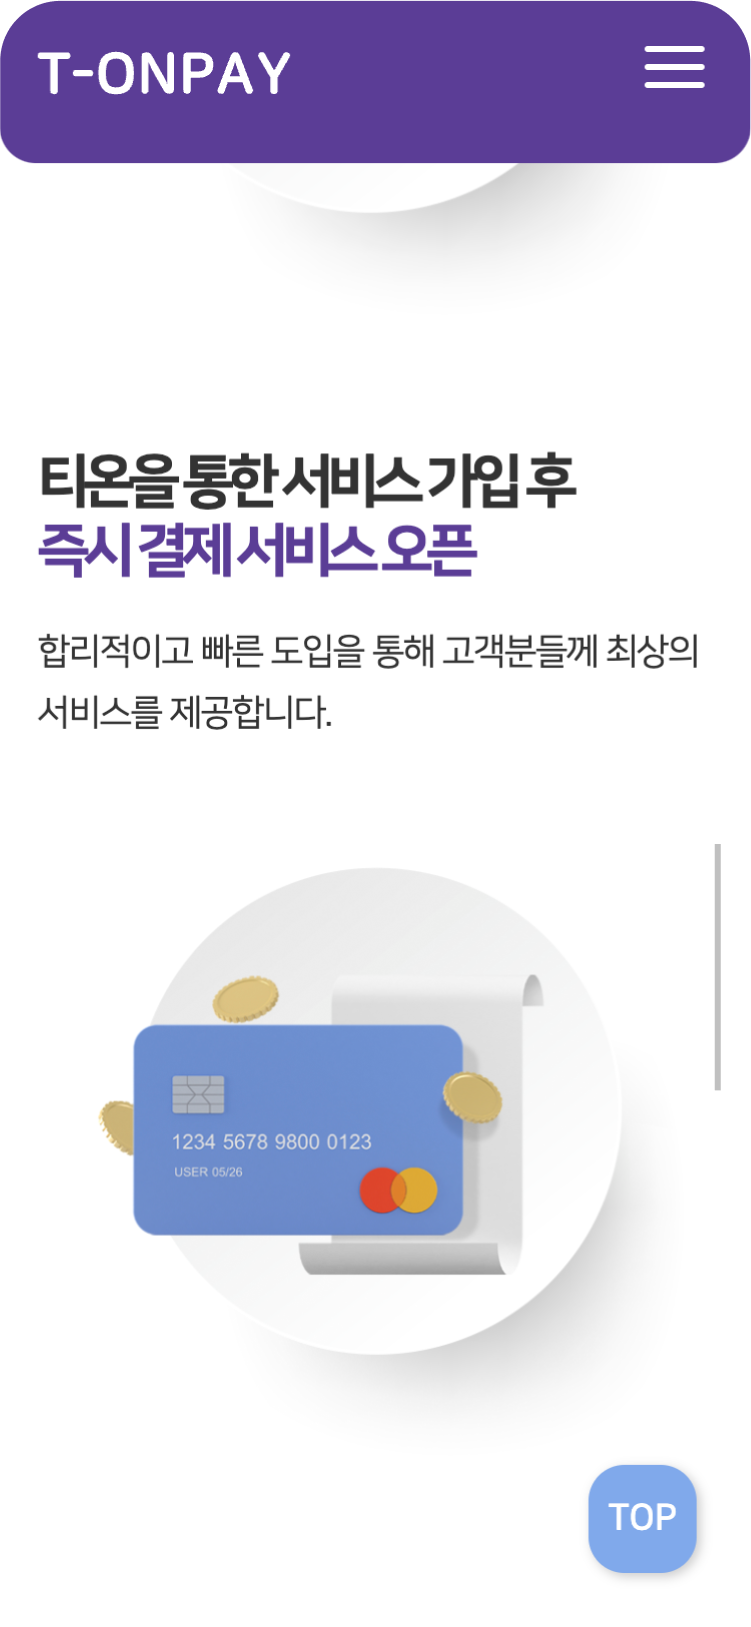 T-ONPAY
티온을 통한 서비스 가입 후
즉시 결제 서비스 오픈
합리적이고 빠른 도입을 통해 고객분들께 최상의
서비스를 제공합니다.
1234 5678 9800 0123
USER 05/26
TOP